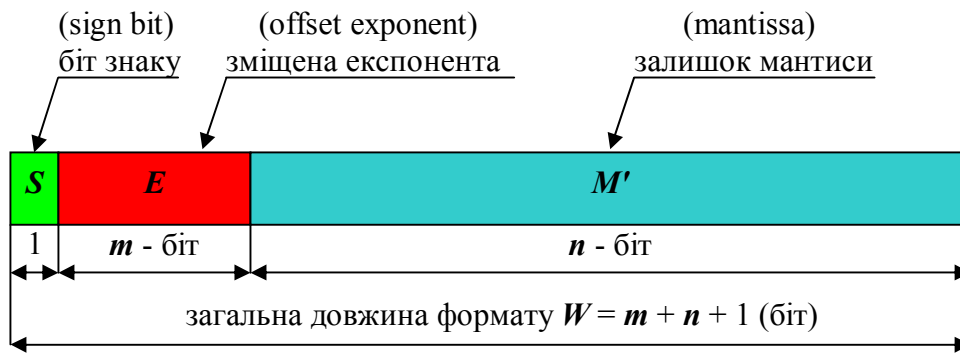 (sign bit) (offset exponent) (mantissa)
біт знаку зміщена експонента залишок мантиси
S E M'
1 m - біт n - біт
загальна довжина формату W = m + n + 1 (біт)